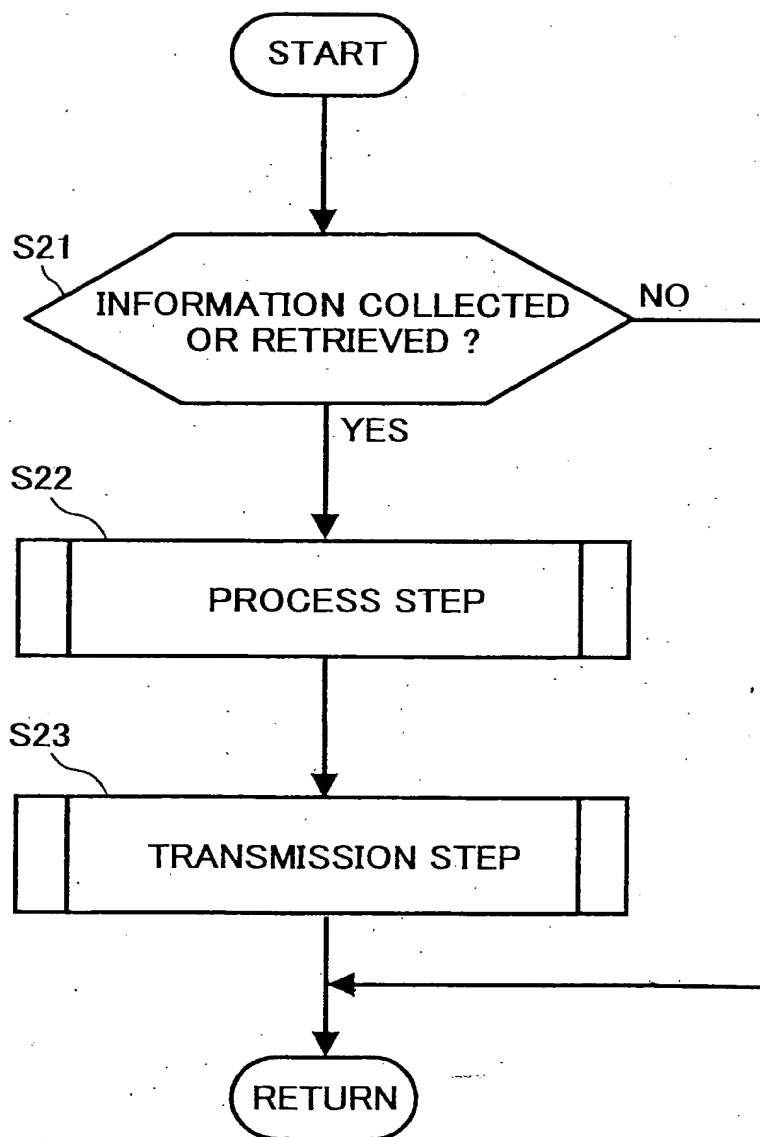 START
S21
INFORMATION COLLECTED
OR RETRIEVED ?
NO
YES
S22
PROCESS STEP
S23
TRANSMISSION STEP
RETURN